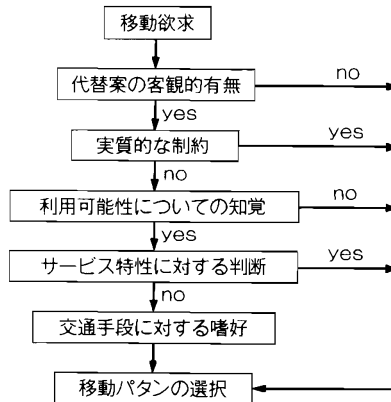 移動欲求
代替案の客観的有無
no
yes
実質的な制約
yes
no
利用可能性についての知覚
no
yes
サービス特性に対する判断
yes
no
交通手段に対する嗜好
移動パタンの選択